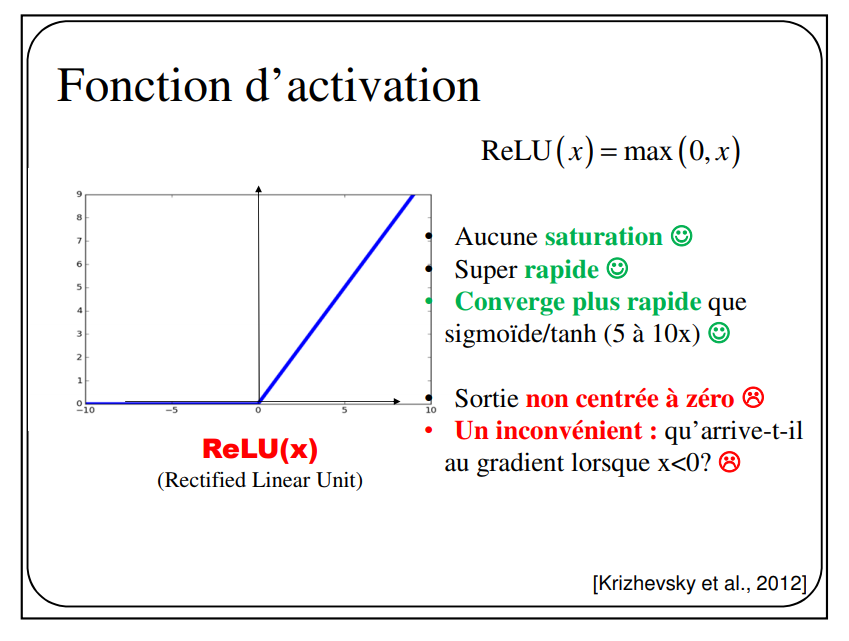 Fonction d’activation
ReLU(x) = max(0, x)
9
8
7
6
5
4
3
2
1
0
−10
−5
0
5
10
ReLU(x)
(Rectified Linear Unit)
• Aucune saturation ☺
• Super rapide ☺
• Converge plus rapide que
sigmoïde/tanh (5 à 10x) ☺
• Sortie non centrée à zéro ☹
• Un inconvénient : qu’arrive-t-il
au gradient lorsque x<0? ☹
[Krizhevsky et al., 2012]